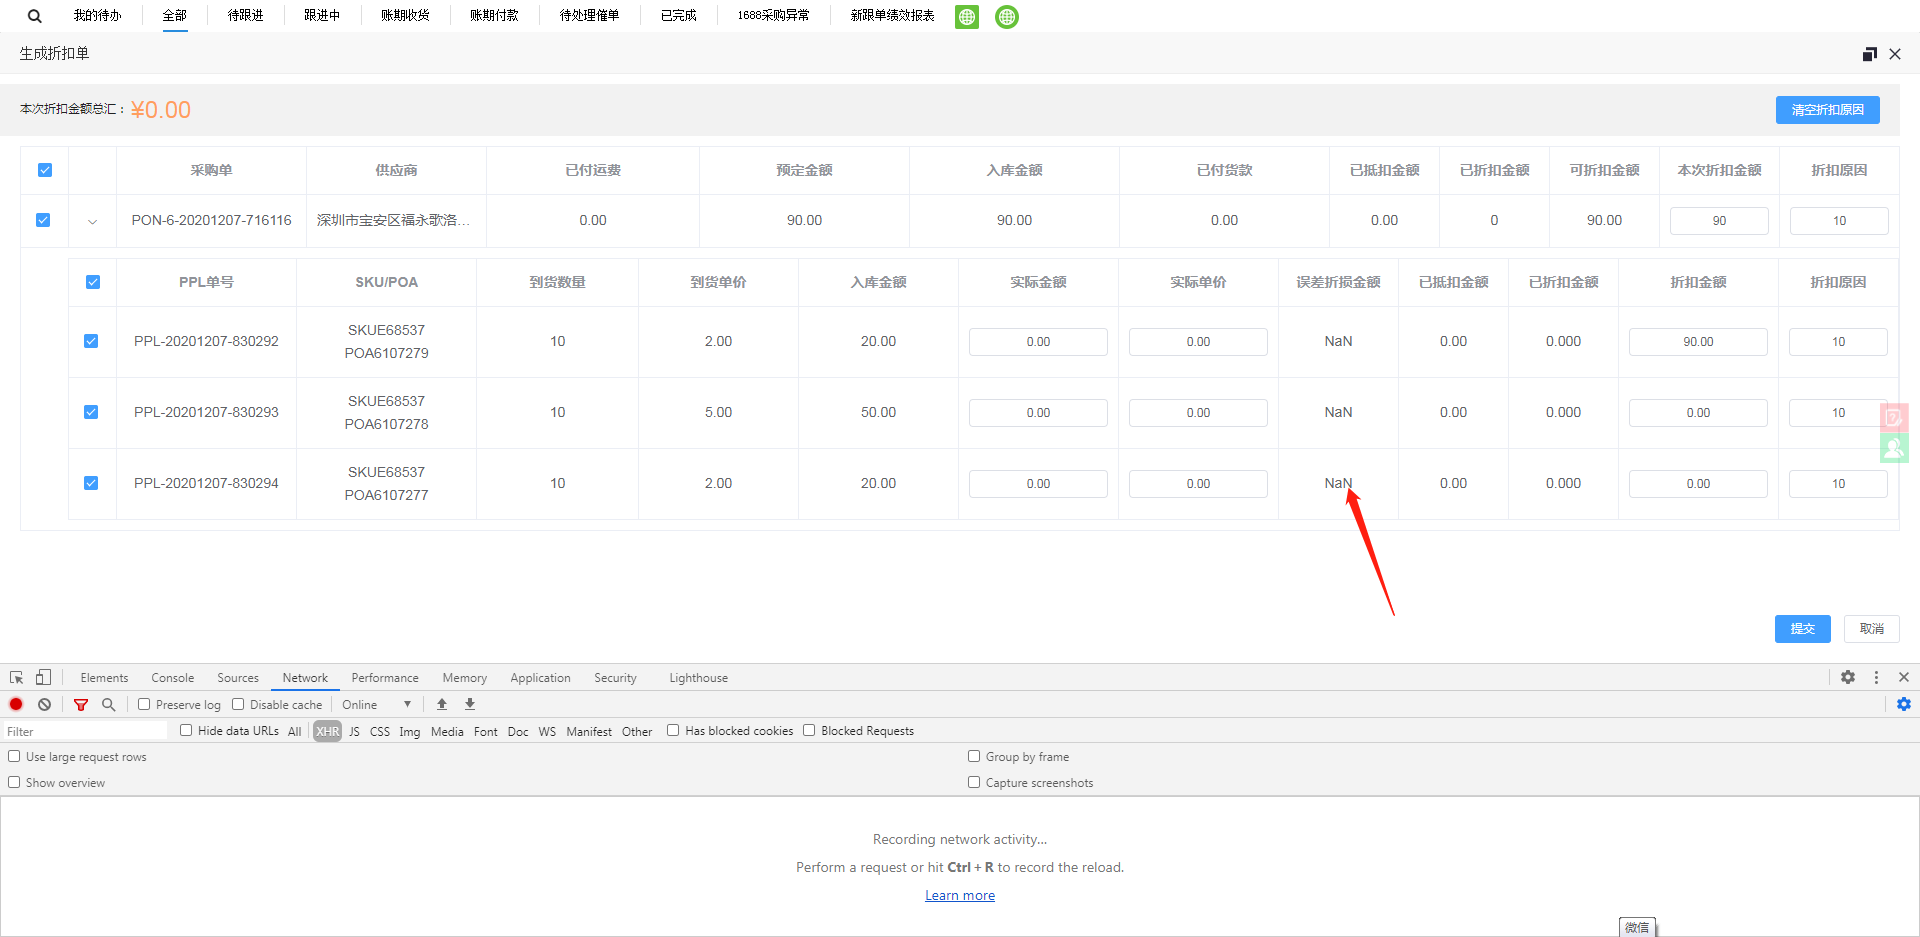 我的待办 全部 待跟进 跟进中 账期收货 账期付款 待处理催单 已完成 1688采购异常 新跟单绩效报表
生成折扣单
本次折扣金额总汇： ¥0.00 清空折扣原因
采购单 供应商 已付运费 预定金额 入库金额 已付货款 已抵扣金额 已折扣金额 可折扣金额 本次折扣金额 折扣原因
PON-6-20201207-716116 深圳市宝安区福永歌洛... 0.00 90.00 90.00 0.00 0.00 0 90.00 90 10
PPL单号 SKU/POA 到货数量 到货单价 入库金额 实际金额 实际单价 误差折损金额 已抵扣金额 已折扣金额 折扣金额 折扣原因
PPL-20201207-830292 SKUE68537 10 2.00 20.00 0.00 0.00 NaN 0.00 0.000 90.00 10
POA6107279
PPL-20201207-830293 SKUE68537 10 5.00 50.00 0.00 0.00 NaN 0.00 0.000 0.00 10
POA6107278
PPL-20201207-830294 SKUE68537 10 2.00 20.00 0.00 0.00 NaN 0.00 0.000 0.00 10
POA6107277
提交 取消
Elements Console Sources Network Performance Memory Application Security Lighthouse
Preserve log Disable cache Online
Filter Hide data URLs All XHR JS CSS Img Media Font Doc WS Manifest Other Has blocked cookies Blocked Requests
Use large request rows Group by frame
Show overview Capture screenshots
Recording network activity...
Perform a request or hit Ctrl + R to record the reload.
Learn more
微信